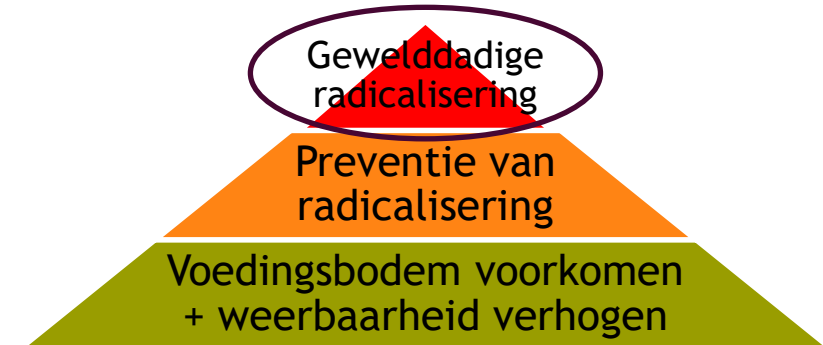 Gewelddadige
radicalisering
Preventie van
radicalisering
Voedingsbodem voorkomen
+ weerbaarheid verhogen